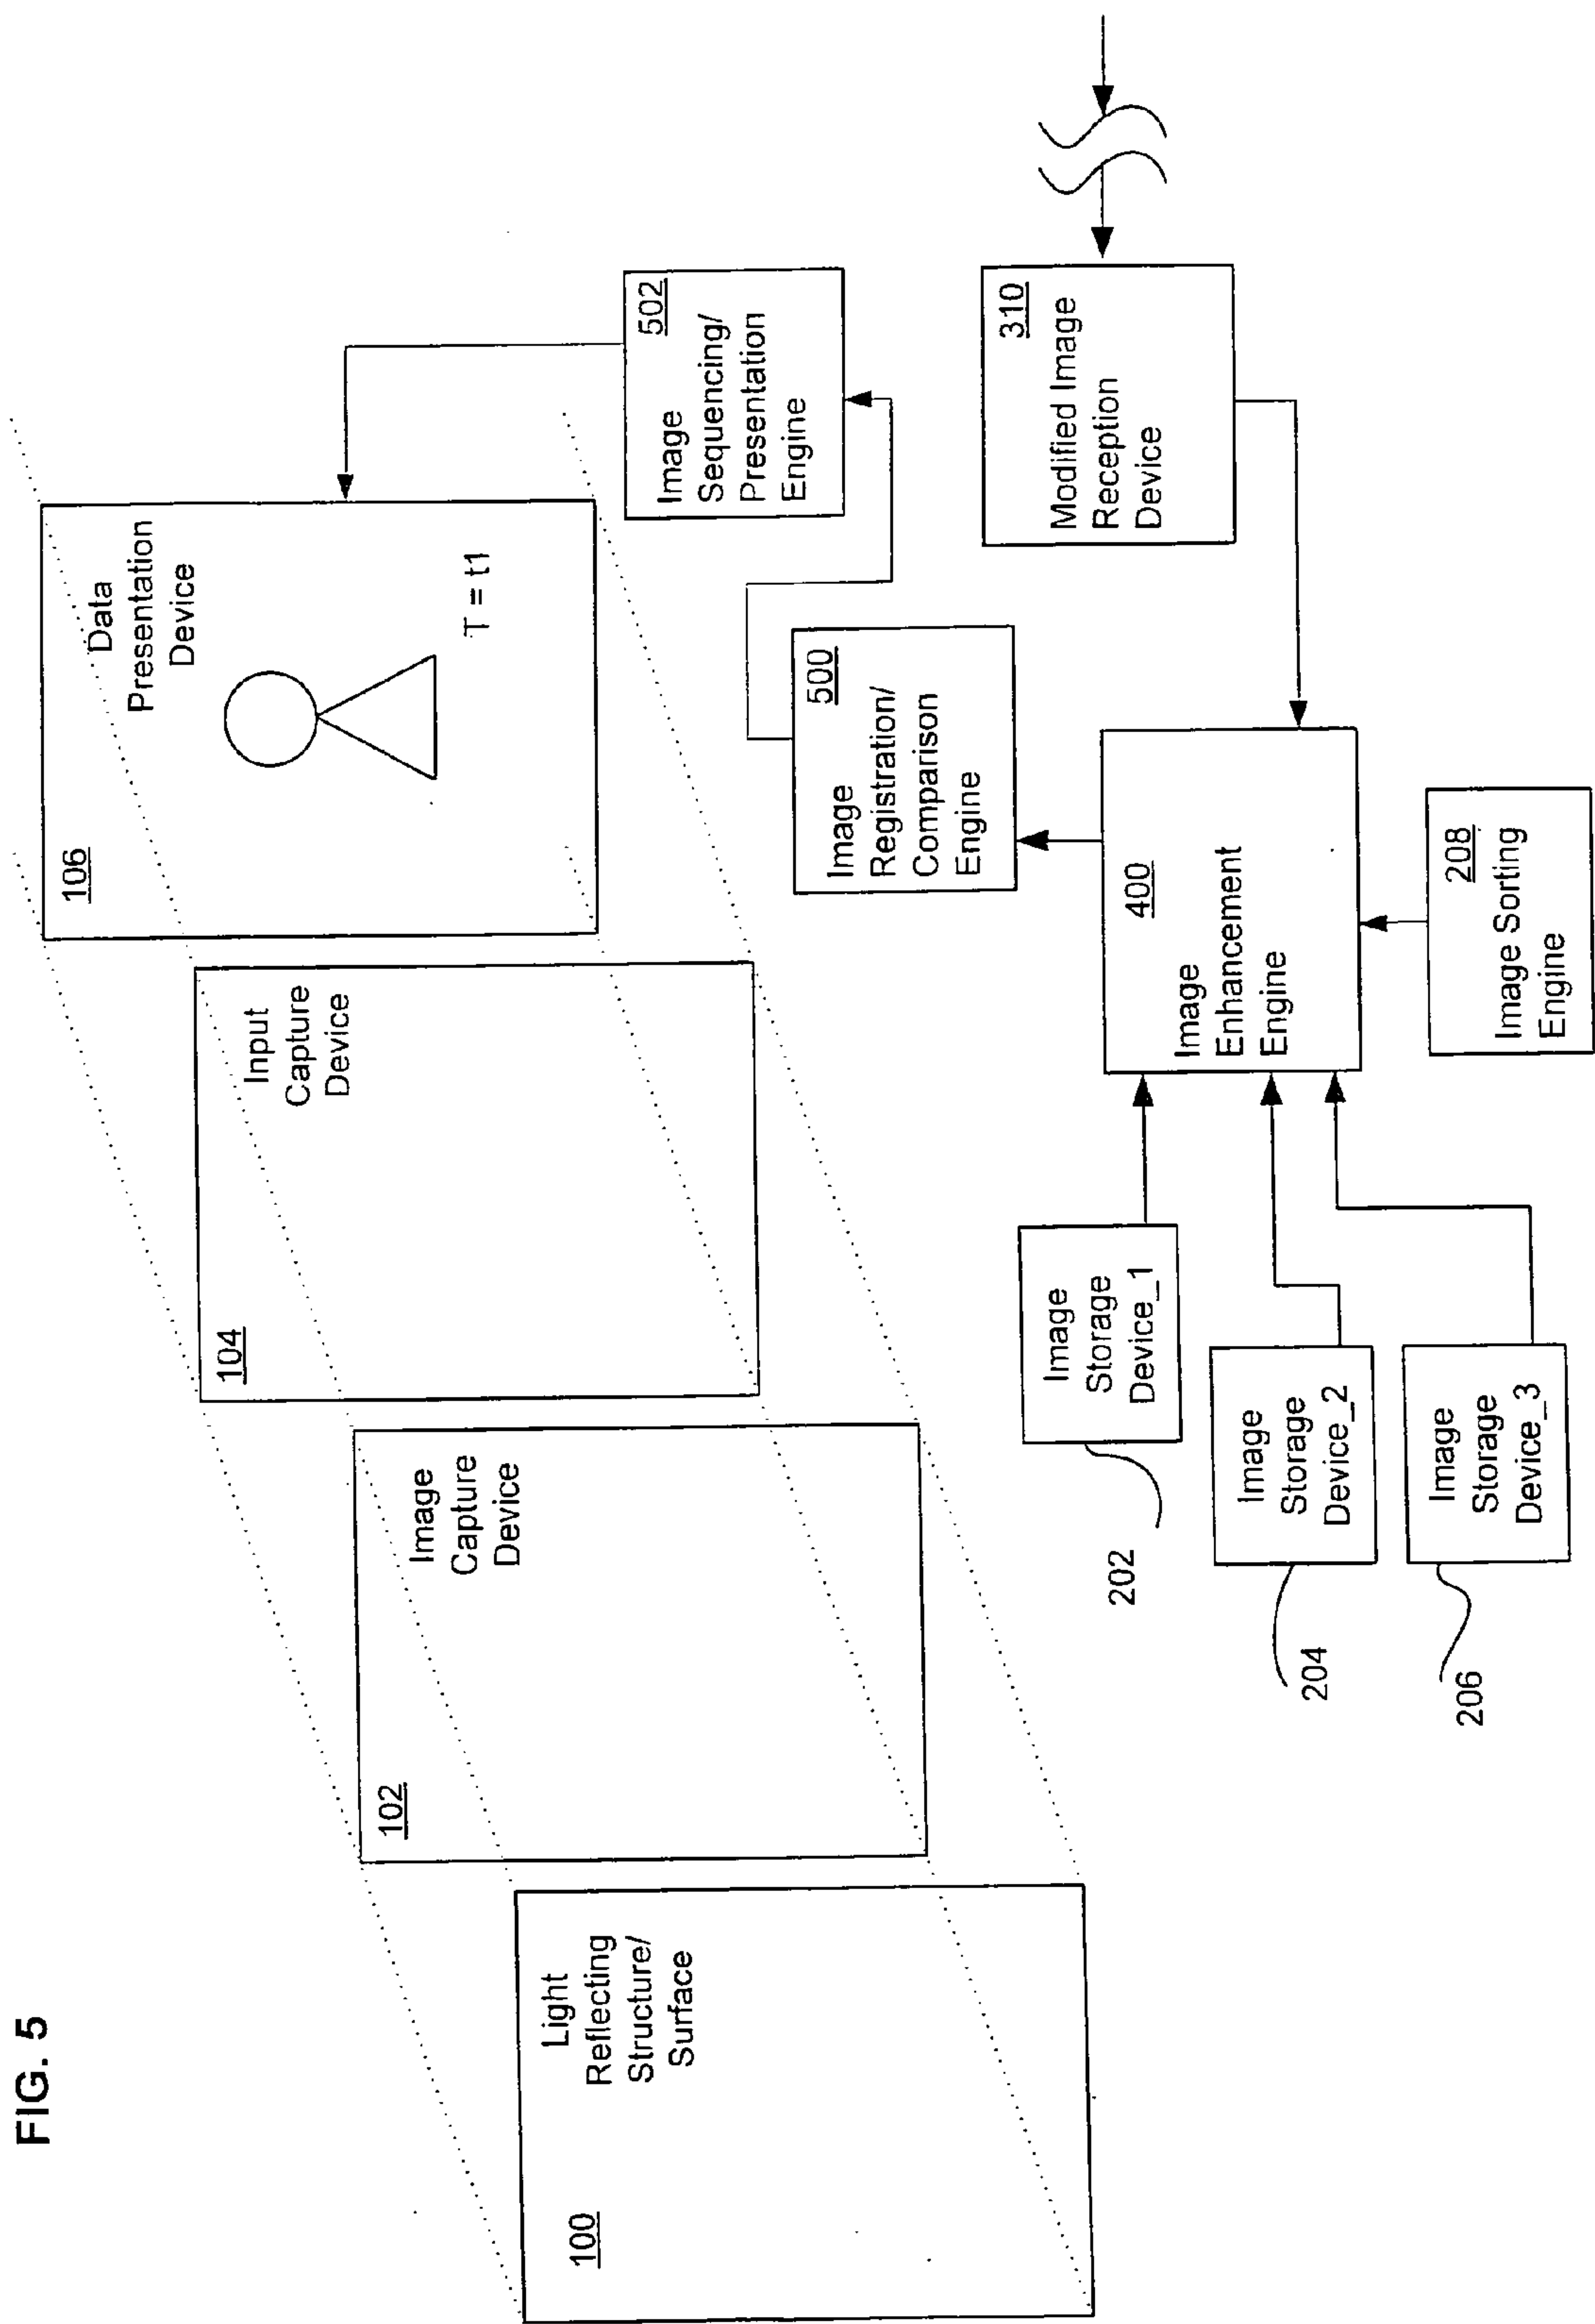 FIG. 5
100
Light
Reflecting
Structure/
Surface
102
Image
Capture
Device
104
Input
Capture
Device
106
Data
Presentation
Device
T = t1
502
Image
Sequencing/
Presentation
Engine
500
Image
Registration/
Comparison
Engine
310
Modified Image
Reception
Device
400
Image
Enhancement
Engine
208
Image Sorting
Engine
Image
Storage
Device_1
202
Image
Storage
Device_2
204
Image
Storage
Device_3
206